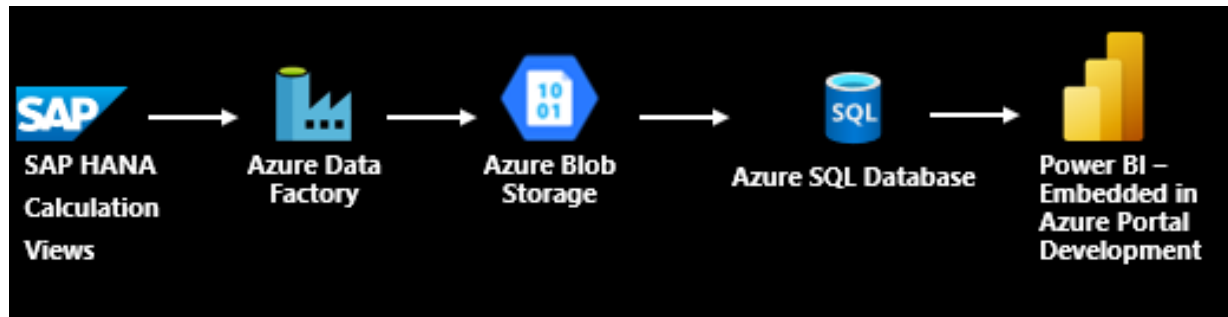 SAP
SAP HANA
Calculation
Views
Azure Data
Factory
10
01
Azure Blob
Storage
SQL
Azure SQL Database
Power BI –
Embedded in
Azure Portal
Development